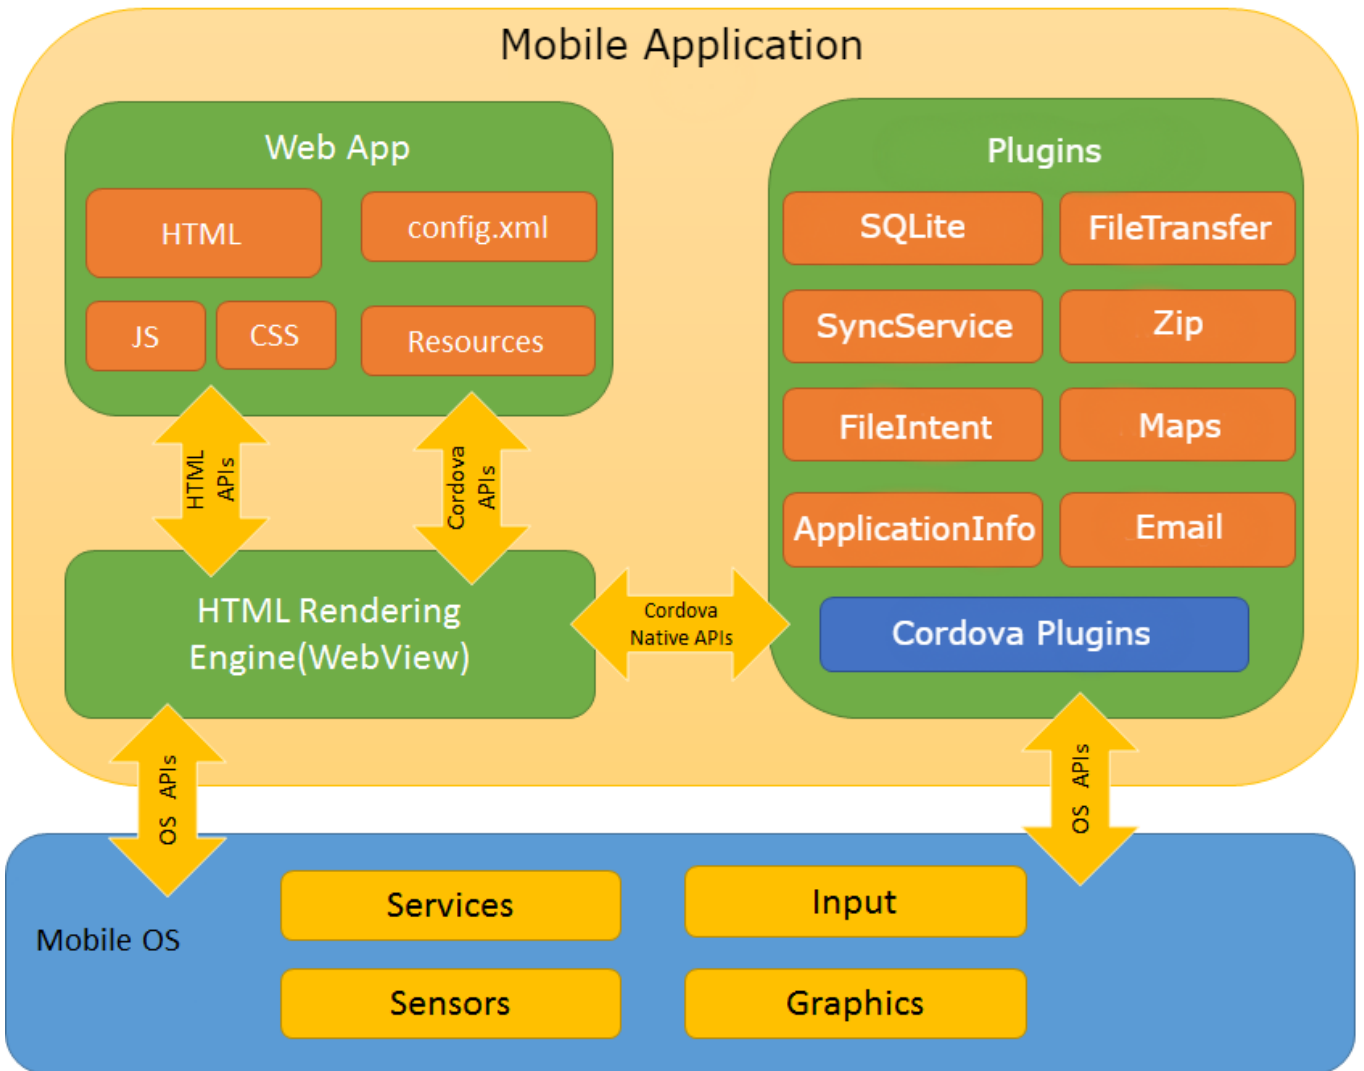 Mobile Application
Web App
HTML
config.xml
JS
CSS
Resources
Plugins
SQLite
FileTransfer
SyncService
Zip
FileIntent
Maps
ApplicationInfo
Email
Cordova Plugins
HTML
APIs
Cordova
APIs
HTML Rendering
Engine(WebView)
Cordova
Native APIs
OS APIs
OS APIs
Mobile OS
Services
Input
Sensors
Graphics